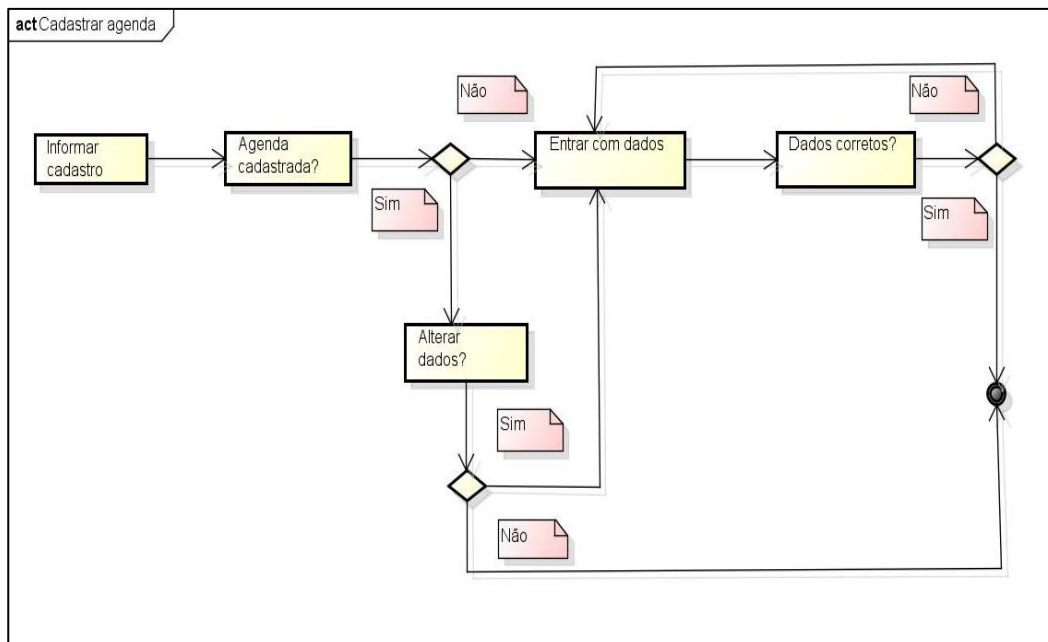 act Cadastrar agenda
Não
Não
Informar
cadastro
Agenda
cadastrada?
Entrar com dados
Dados corretos?
Sim
Sim
Alterar
dados?
Sim
Não